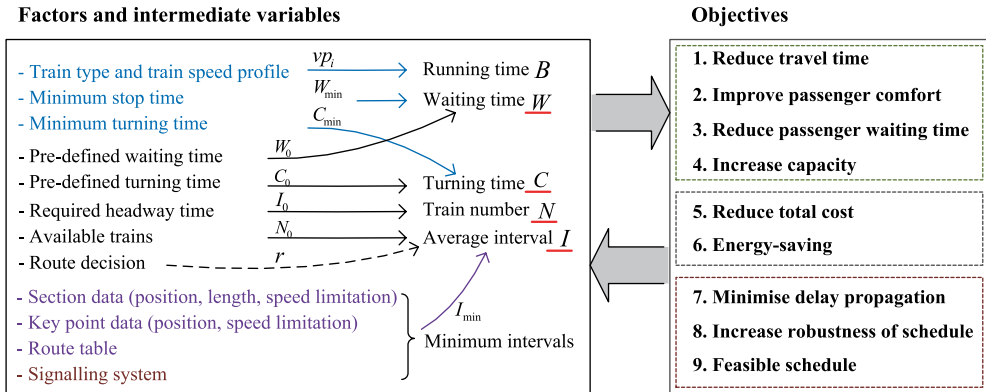 Factors and intermediate variables
- Train type and train speed profile vp_i Running time B
- Minimum stop time W_min Waiting time W
- Minimum turning time C_min
- Pre-defined waiting time W_0
- Pre-defined turning time C_0 Turning time C
- Required headway time I_0 Train number N
- Available trains N_0 Average interval I
- Route decision r
- Section data (position, length, speed limitation)
- Key point data (position, speed limitation) I_min
- Route table Minimum intervals
- Signalling system
Objectives
1. Reduce travel time
2. Improve passenger comfort
3. Reduce passenger waiting time
4. Increase capacity
5. Reduce total cost
6. Energy-saving
7. Minimise delay propagation
8. Increase robustness of schedule
9. Feasible schedule